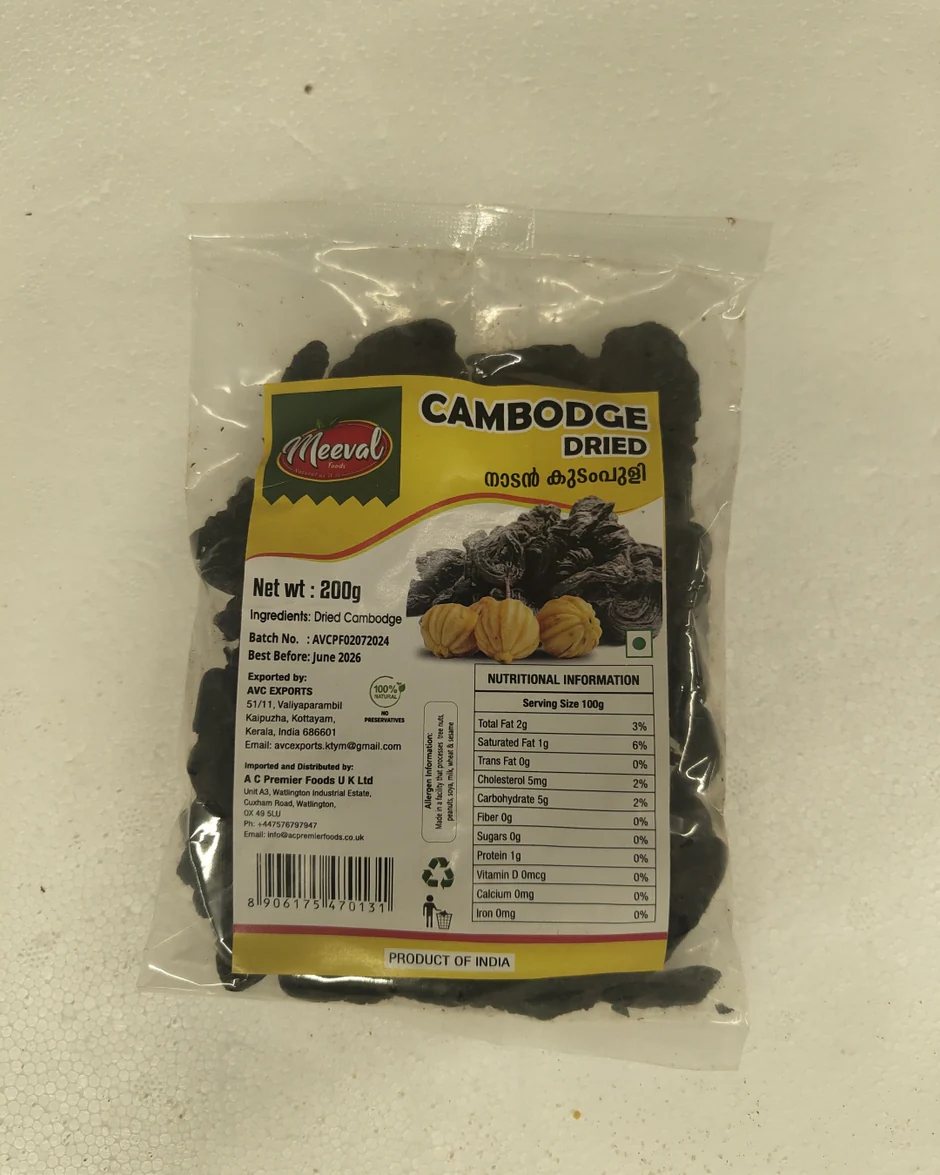 Meeval
Foods
CAMBODGE
DRIED
നാടൻ കുടംപുളി
Net wt : 200g
Ingredients: Dried Cambodge
Batch No. : AVCPF02072024
Best Before: June 2026
Exported by:
AVC EXPORTS
51/11, Valiyaparambil
Kaipuzha, Kottayam,
Kerala, India 686601
Email: avcexports.ktym@gmail.com
100%
NATURAL
NO
PRESERVATIVES
Imported and Distributed by:
A C Premier Foods U K Ltd
Unit A3, Watlington Industrial Estate,
Cuxham Road, Watlington,
OX 49 5LU
Ph: +447576797947
Email: info@acpremierfoods.co.uk
8 906175 470131
Allergen Information:
Made in a facility that processes tree nuts,
peanuts, soya, milk, wheat & sesame
NUTRITIONAL INFORMATION
Serving Size 100g
Total Fat 2g 3%
Saturated Fat 1g 6%
Trans Fat 0g 0%
Cholesterol 5mg 2%
Carbohydrate 5g 2%
Fiber 0g 0%
Sugars 0g 0%
Protein 1g 0%
Vitamin D 0mcg 0%
Calcium 0mg 0%
Iron 0mg 0%
PRODUCT OF INDIA